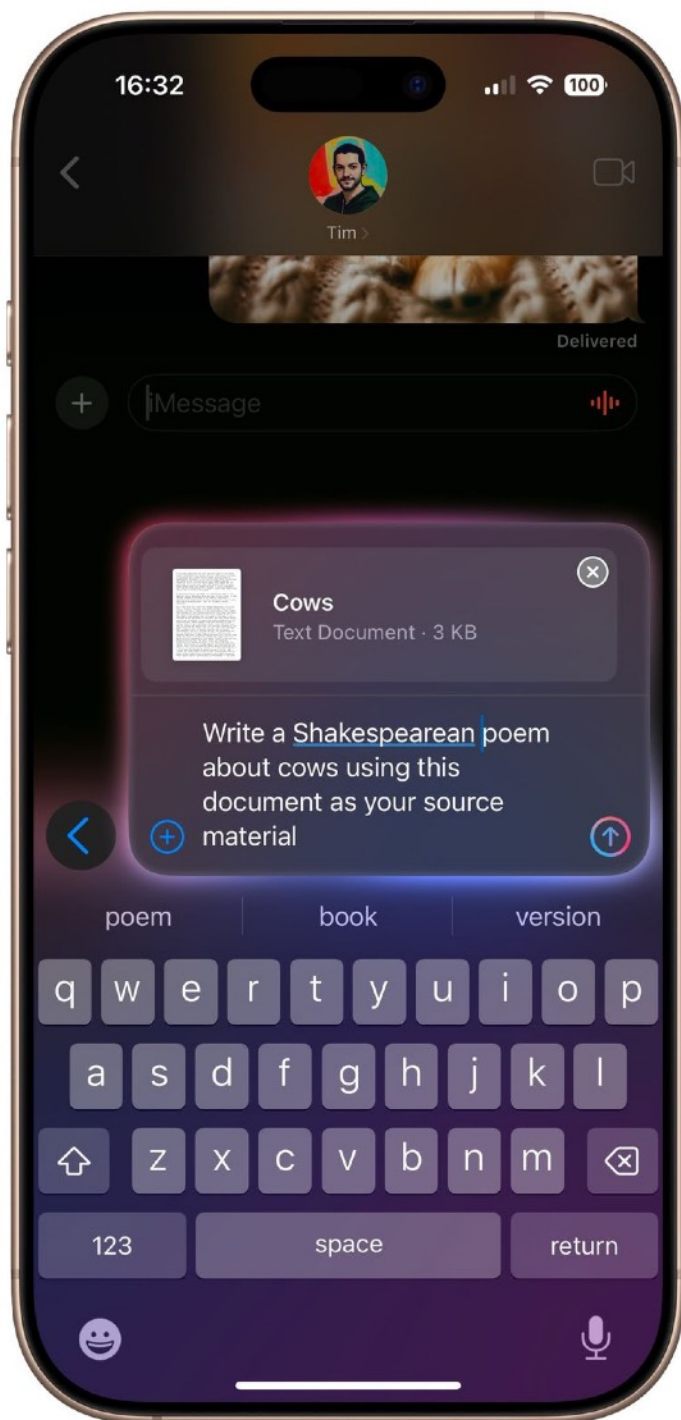 16:32
100
Tim
Delivered
iMessage
Cows
Text Document · 3 KB
Write a Shakespearean poem
about cows using this
document as your source
material
poem book version
q w e r t y u i o p
a s d f g h j k l
z x c v b n m
123 space return